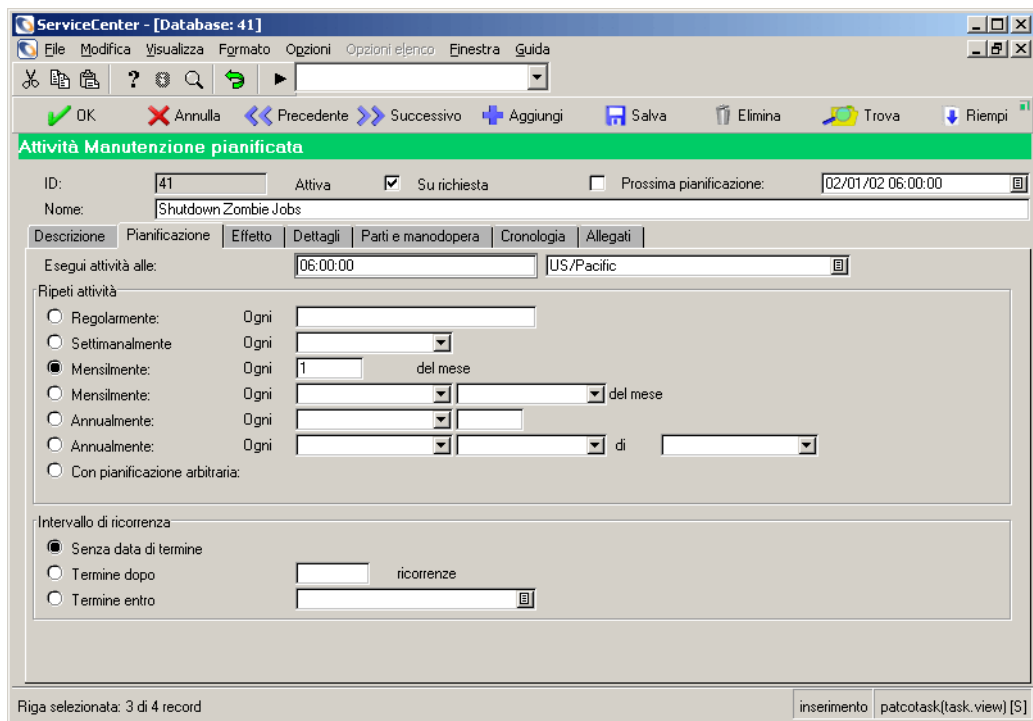 ServiceCenter - [Database: 41]
File Modifica Visualizza Formato Opzioni Opzioni elenco Finestra Guida
OK Annulla Precedente Successivo Aggiungi Salva Elimina Trova Riempi
Attività Manutenzione pianificata
ID: 41 Attiva Su richiesta Prossima pianificazione: 02/01/02 06:00:00
Nome: Shutdown Zombie Jobs
Descrizione Pianificazione Effetto Dettagli Parti e manodopera Cronologia Allegati
Esegui attività alle: 06:00:00 US/Pacific
Ripeti attività
Regolarmente: Ogni
Settimanalmente Ogni
Mensilmente: Ogni 1 del mese
Mensilmente: Ogni del mese
Annualmente: Ogni
Annualmente: Ogni di
Con pianificazione arbitraria:
Intervallo di ricorrenza
Senza data di termine
Termine dopo ricorrenze
Termine entro
Riga selezionata: 3 di 4 record inserimento patcotask(task.view) [S]